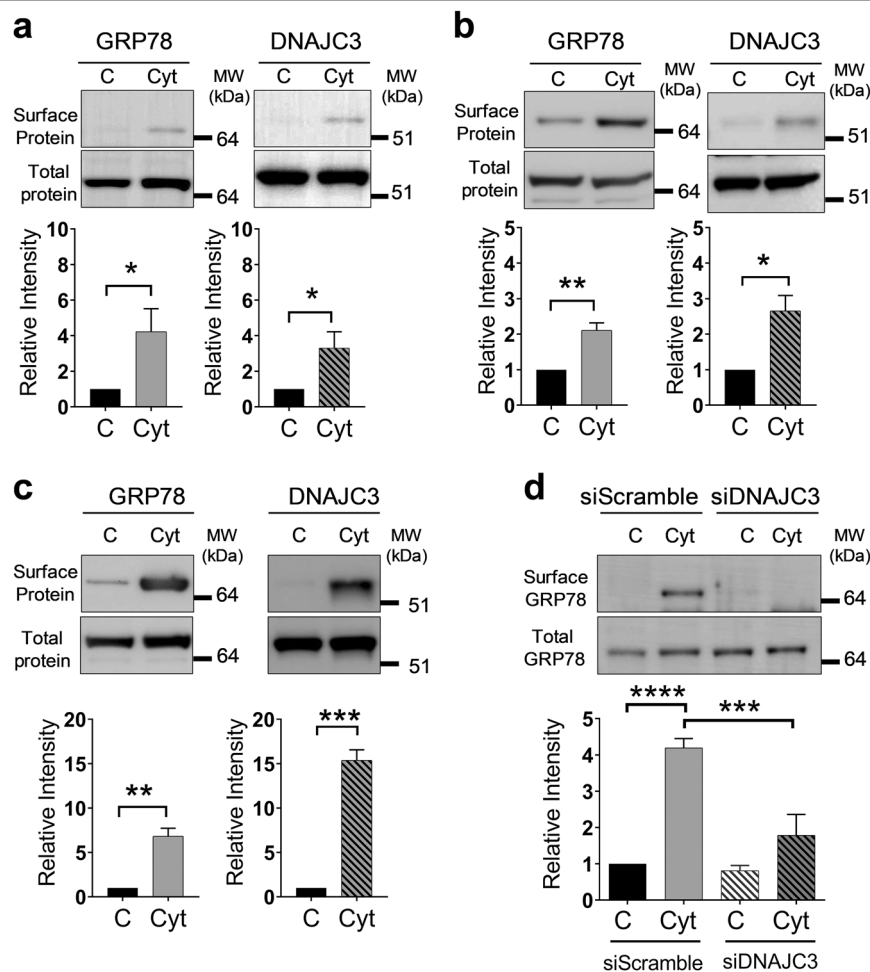 a
GRP78 DNAJC3
C Cyt MW (kDa) C Cyt MW (kDa)
Surface Protein 64 51
Total protein 64 51
Relative Intensity Relative Intensity
10 10
8 8
6 6
4 4
2 2
0 0
* *
C Cyt C Cyt
b
GRP78 DNAJC3
C Cyt MW (kDa) C Cyt MW (kDa)
Surface Protein 64 51
Total protein 64 51
Relative Intensity Relative Intensity
5 5
4 4
3 3
2 2
1 1
0 0
** *
C Cyt C Cyt
c
GRP78 DNAJC3
C Cyt MW (kDa) C Cyt MW (kDa)
Surface Protein 64 51
Total protein 64 51
Relative Intensity Relative Intensity
20 20
15 15
10 10
5 5
0 0
** ***
C Cyt C Cyt
d
siScramble siDNAJC3
C Cyt C Cyt MW (kDa)
Surface GRP78 64
Total GRP78 64
Relative Intensity
5
4
3
2
1
0
**** ***
C Cyt C Cyt
siScramble siDNAJC3